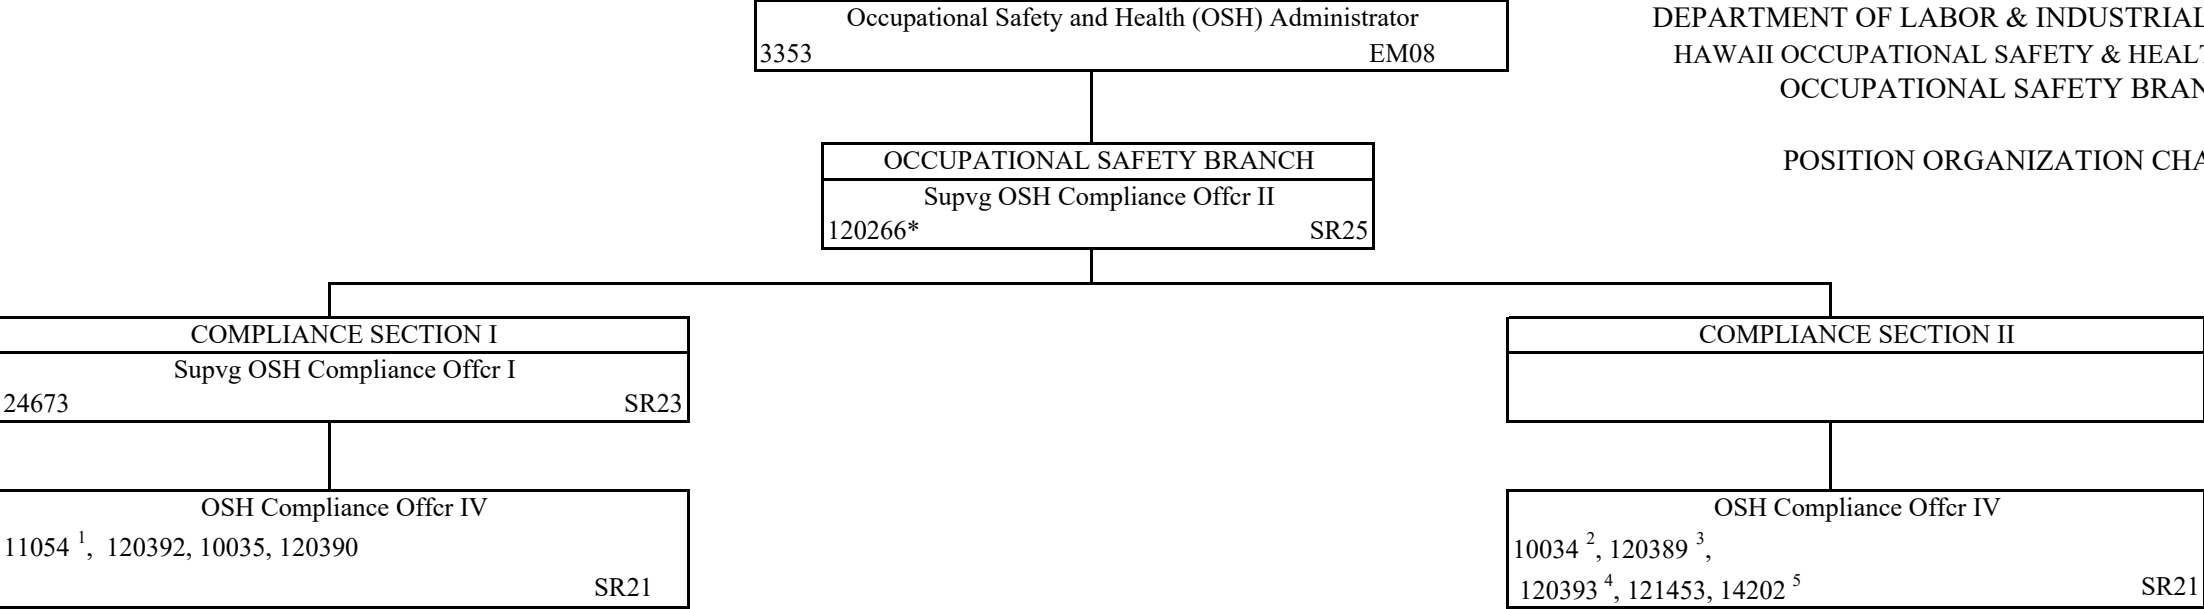 Occupational Safety and Health (OSH) Administrator
3353 EM08
DEPARTMENT OF LABOR & INDUSTRIAL
HAWAII OCCUPATIONAL SAFETY & HEALT
OCCUPATIONAL SAFETY BRAN
POSITION ORGANIZATION CHA
OCCUPATIONAL SAFETY BRANCH
Supvg OSH Compliance Offcr II
120266* SR25
COMPLIANCE SECTION I
Supvg OSH Compliance Offcr I
24673 SR23
OSH Compliance Offcr IV
11054 ¹, 120392, 10035, 120390
SR21
COMPLIANCE SECTION II
OSH Compliance Offcr IV
10034 ², 120389 ³,
120393 ⁴, 121453, 14202 ⁵ SR21